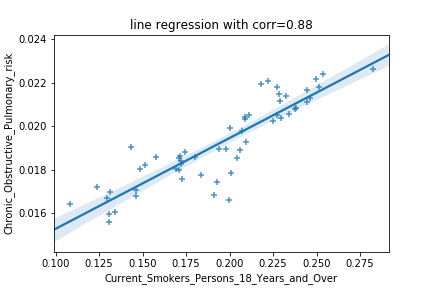 line regression with corr=0.88
0.024
0.022
0.020
0.018
0.016
Chronic_Obstructive_Pulmonary_risk
0.100 0.125 0.150 0.175 0.200 0.225 0.250 0.275
Current_Smokers_Persons_18_Years_and_Over